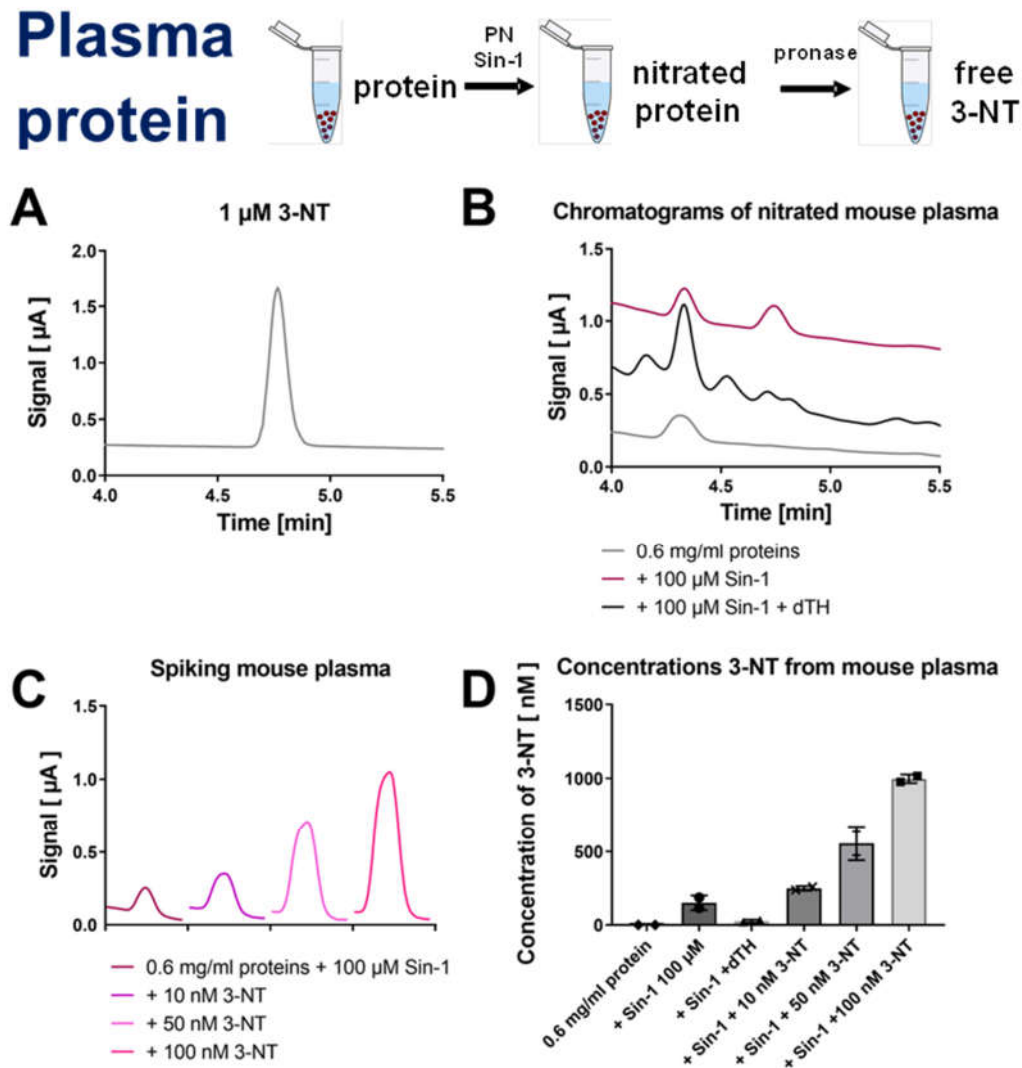 Plasma
protein
protein
PN
Sin-1
nitrated
protein
pronase
free
3-NT
A
1 µM 3-NT
Signal [ µA ]
2.0
1.5
1.0
0.5
0.0
4.0 4.5 5.0 5.5
Time [min]
B
Chromatograms of nitrated mouse plasma
Signal [ µA ]
1.5
1.0
0.5
0.0
4.0 4.5 5.0 5.5
Time [min]
0.6 mg/ml proteins
+ 100 µM Sin-1
+ 100 µM Sin-1 + dTH
C
Spiking mouse plasma
Signal [ µA ]
1.5
1.0
0.5
0.0
0.6 mg/ml proteins + 100 µM Sin-1
+ 10 nM 3-NT
+ 50 nM 3-NT
+ 100 nM 3-NT
D
Concentrations 3-NT from mouse plasma
Concentration of 3-NT [ nM ]
1500
1000
500
0
0.6 mg/ml protein
+ Sin-1 100 µM
+ Sin-1 +dTH
+ Sin-1 + 10 nM 3-NT
+ Sin-1 + 50 nM 3-NT
+ Sin-1 +100 nM 3-NT